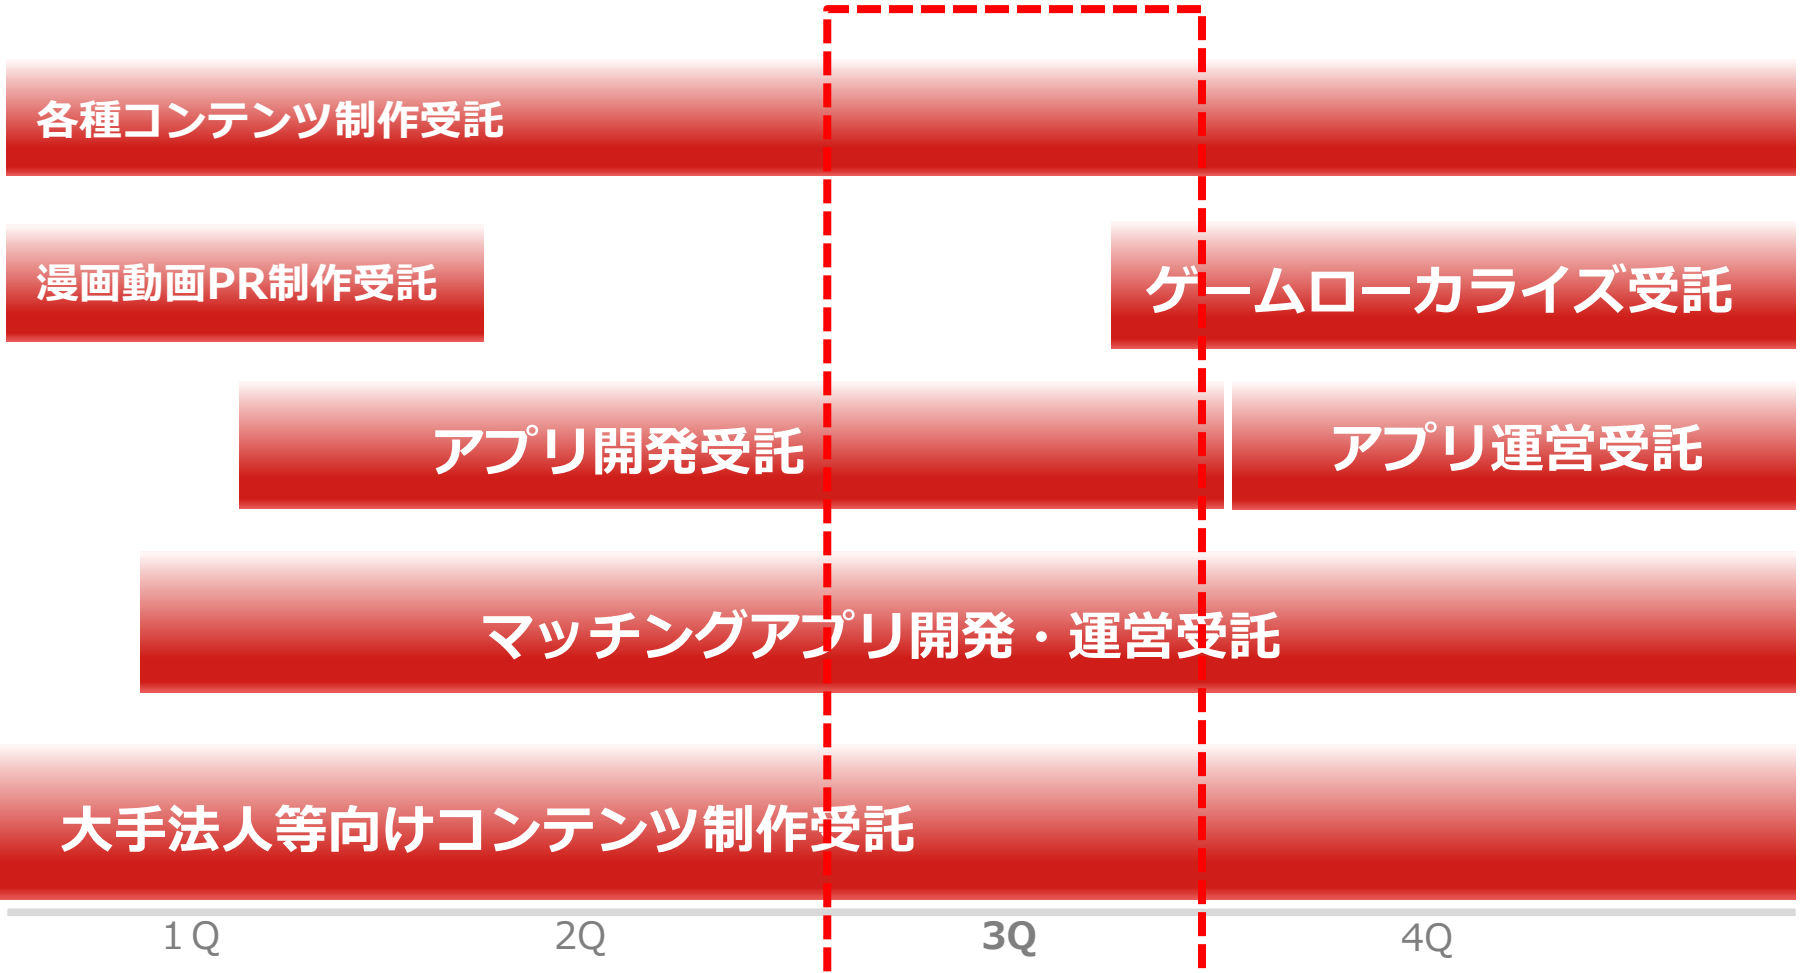 各種コンテンツ制作受託
漫画動画PR制作受託
ゲームローカライズ受託
アプリ開発受託
アプリ運営受託
マッチングアプリ開発・運営受託
大手法人等向けコンテンツ制作受託
1Q 2Q 3Q 4Q